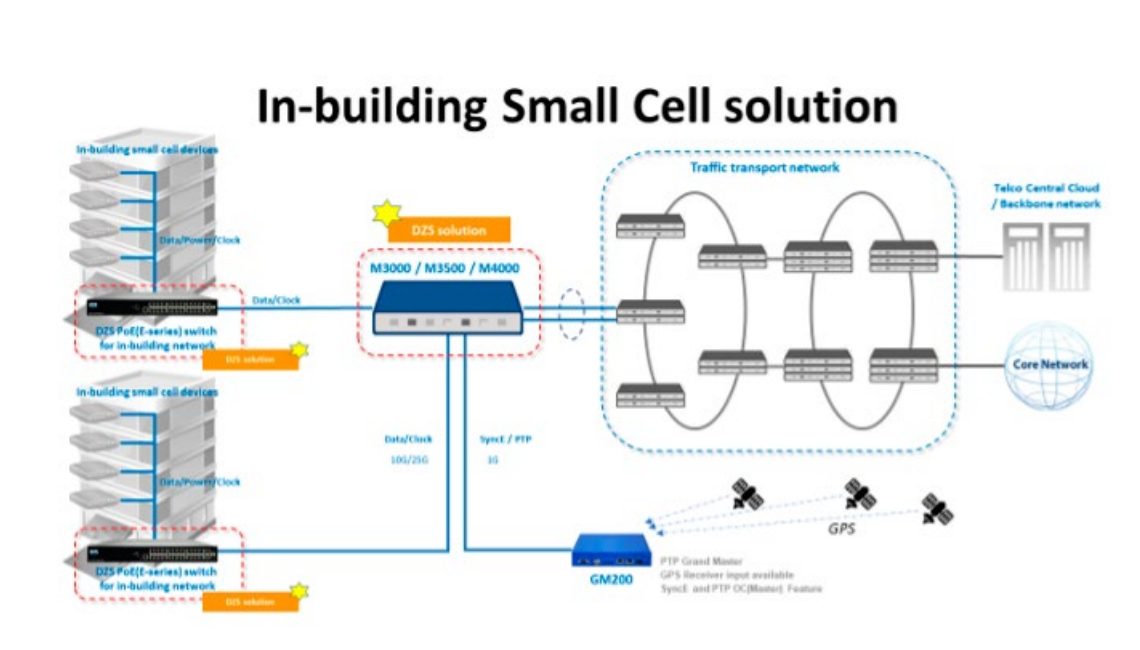 In-building Small Cell solution
In-building small cell devices
Data/Power/Clock
DZS PoE(E-series) switch
for in-building network
DZS solution
Data/Clock
DZS solution
M3000 / M3500 / M4000
Traffic transport network
Telco Central Cloud
/ Backbone network
Core Network
In-building small cell devices
Data/Power/Clock
DZS PoE(E-series) switch
for in-building network
DZS solution
Data/Clock
10G/25G
SyncE / PTP
1G
GPS
GM200
PTP Grand Master
GPS Receiver input available
SyncE and PTP OC(Master) Feature